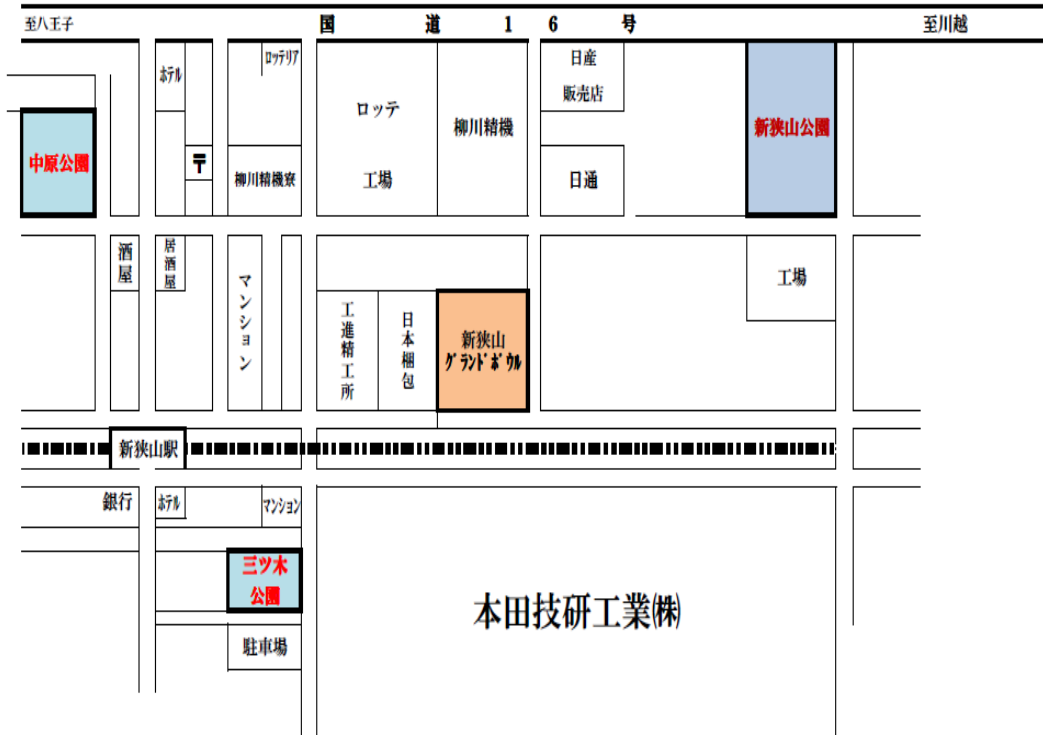 至八王子
国道16号
至川越
ホテル
ロッテリア
ロッテ
工場
柳川精機
日産
販売店
新狭山公園
中原公園
〒
柳川精機寮
日通
酒屋
居酒屋
マンション
工進精工所
日本梱包
新狭山
グランドボウル
工場
新狭山駅
銀行
ホテル
マンション
三ツ木
公園
駐車場
本田技研工業㈱